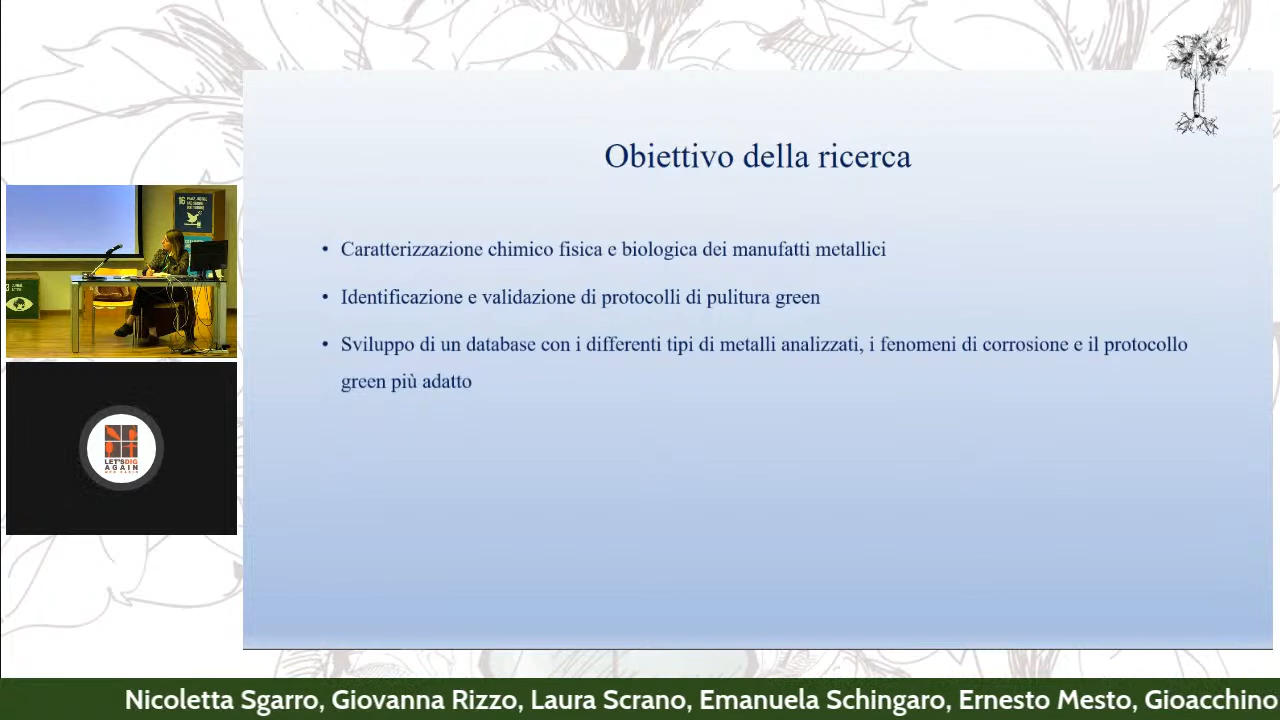 Obiettivo della ricerca
• Caratterizzazione chimico fisica e biologica dei manufatti metallici
• Identificazione e validazione di protocolli di pulitura green
• Sviluppo di un database con i differenti tipi di metalli analizzati, i fenomeni di corrosione e il protocollo
green più adatto
16
LET'SDIG
AGAIN
Nicoletta Sgarro, Giovanna Rizzo, Laura Scrano, Emanuela Schingaro, Ernesto Mesto, Gioacchino